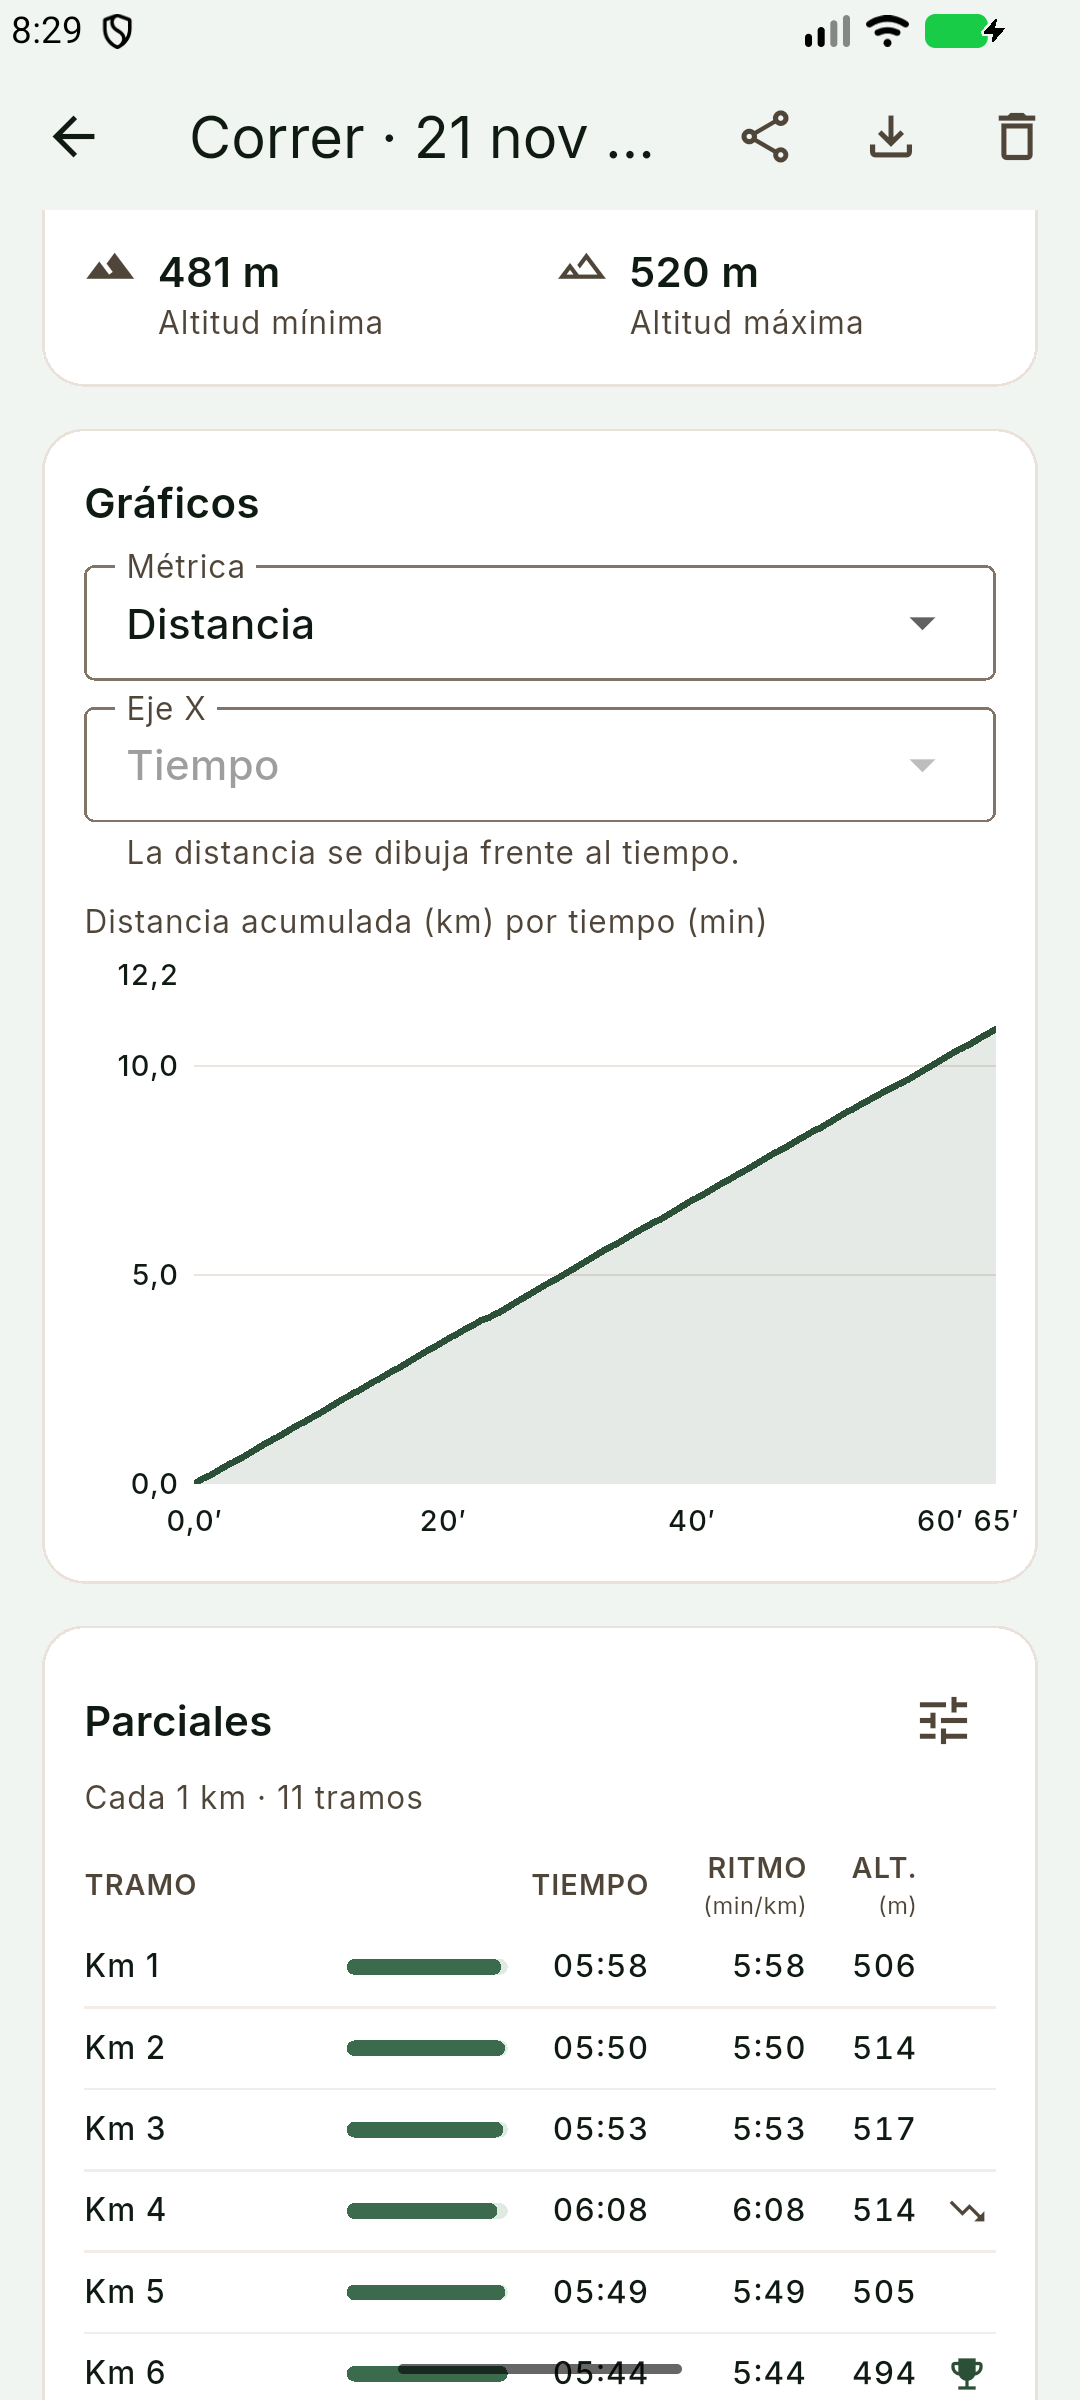 8:29
Correr · 21 nov ...
481 m
Altitud mínima
520 m
Altitud máxima
Gráficos
Métrica
Distancia
Eje X
Tiempo
La distancia se dibuja frente al tiempo.
Distancia acumulada (km) por tiempo (min)
12,2
10,0
5,0
0,0
0,0′ 20′ 40′ 60′ 65′
Parciales
Cada 1 km · 11 tramos
TRAMO TIEMPO RITMO (min/km) ALT. (m)
Km 1 05:58 5:58 506
Km 2 05:50 5:50 514
Km 3 05:53 5:53 517
Km 4 06:08 6:08 514
Km 5 05:49 5:49 505
Km 6 05:44 5:44 494